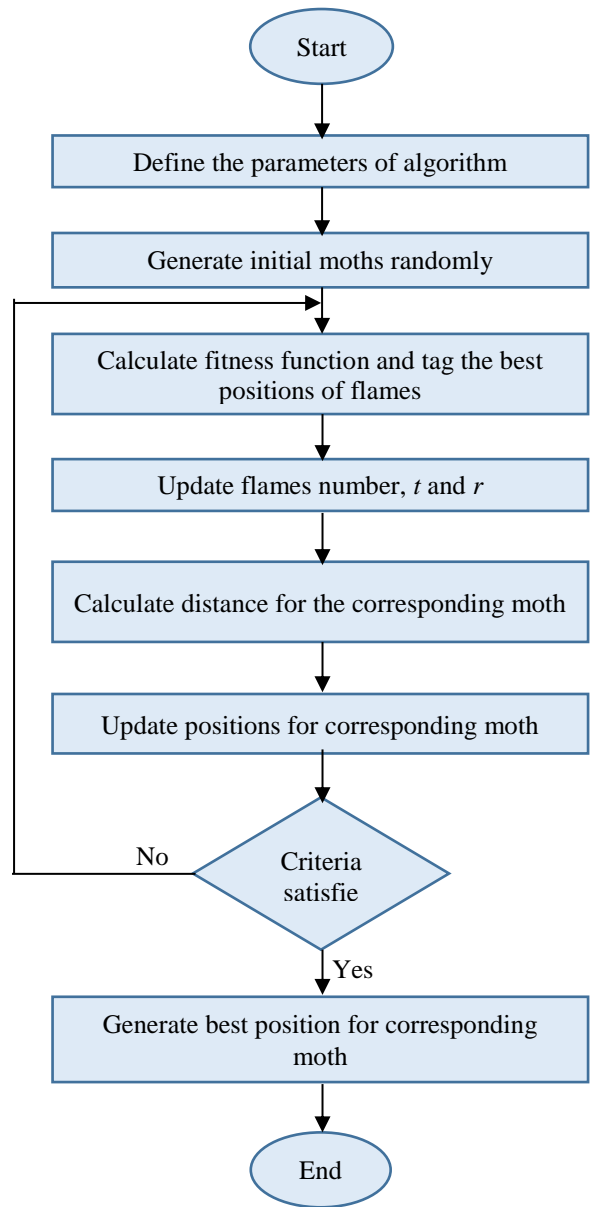 Start
Define the parameters of algorithm
Generate initial moths randomly
Calculate fitness function and tag the best
positions of flames
Update flames number, t and r
Calculate distance for the corresponding moth
Update positions for corresponding moth
No
Criteria
satisfie
Yes
Generate best position for corresponding
moth
End